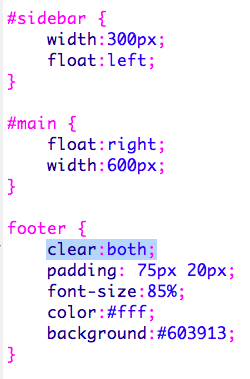 #sidebar {
    width:300px;
    float:left;
}

#main {
    float:right;
    width:600px;
}

footer {
    clear:both;
    padding: 75px 20px;
    font-size:85%;
    color:#fff;
    background:#603913;
}